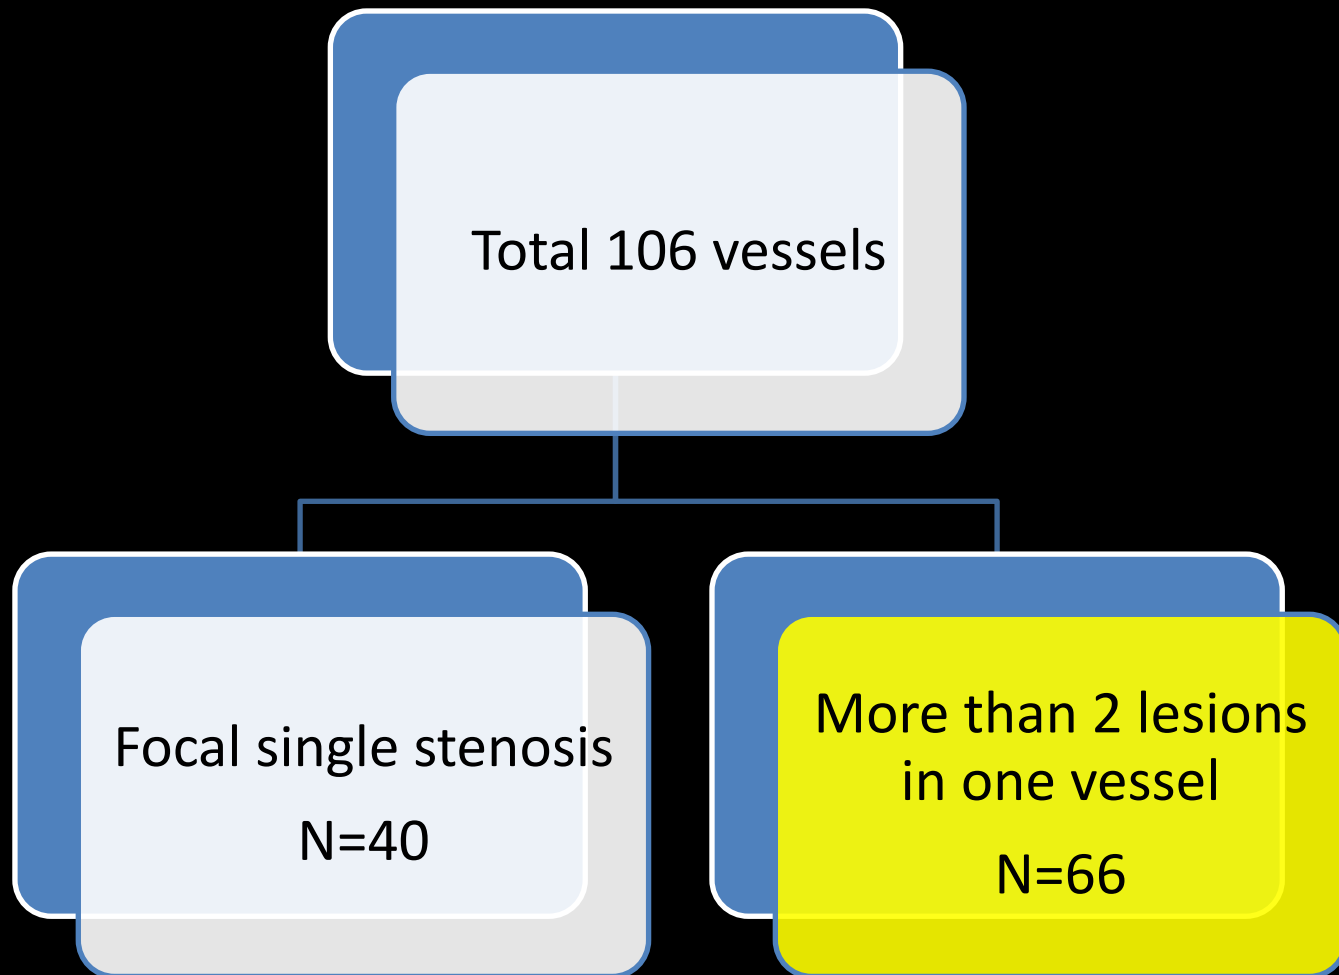 Total 106 vessels
Focal single stenosis
N=40
More than 2 lesions
in one vessel
N=66